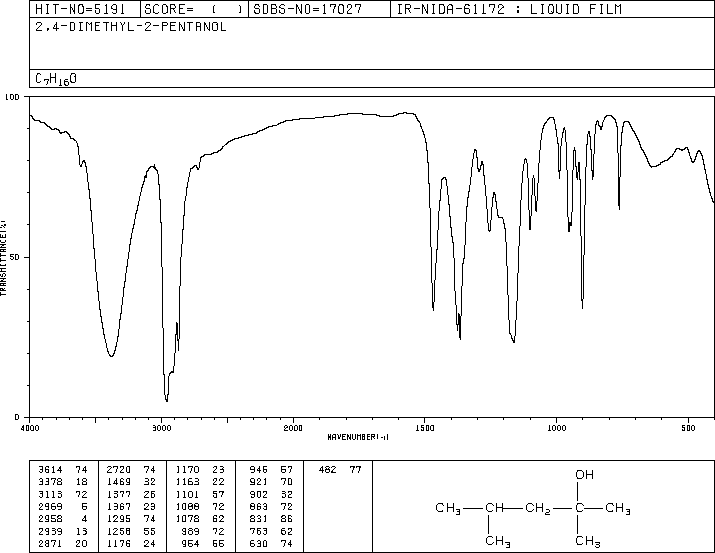 HIT-NO=5191 SCORE= ( ) SDBS-NO=17027 IR-NIDA-61172 : LIQUID FILM
2,4-DIMETHYL-2-PENTANOL
C7H16O
100
50
0
TRANSMITTANCE(%)
4000 3000 2000 1500 1000 500
WAVENUMBER(-1)
3614 74 2720 74 1170 23 946 57 482 77
3378 18 1469 32 1163 22 921 70
3113 72 1377 26 1101 57 902 32
2969 6 1367 23 1088 72 863 72
2958 4 1295 74 1078 62 831 86
2939 13 1258 55 989 72 763 62
2871 20 1176 24 954 55 630 74
OH
CH3 CH CH2 C CH3
CH3 CH3